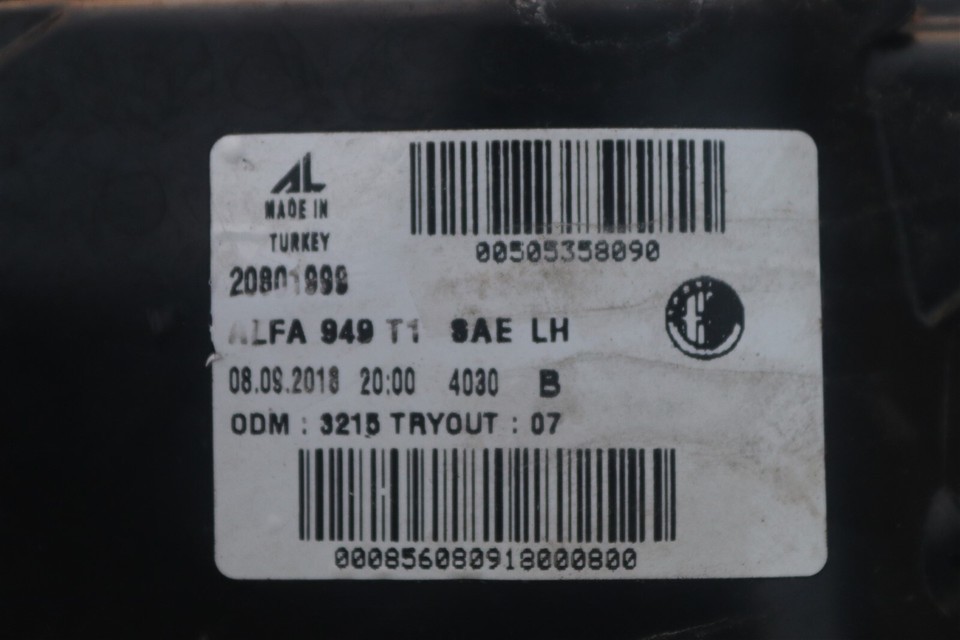 AL
MADE IN
TURKEY
00505358090
20801999
ALFA 949 T1 SAE LH
08.09.2018 20:00 4030 B
ODM : 3215 TRYOUT : 07
000856080918000800